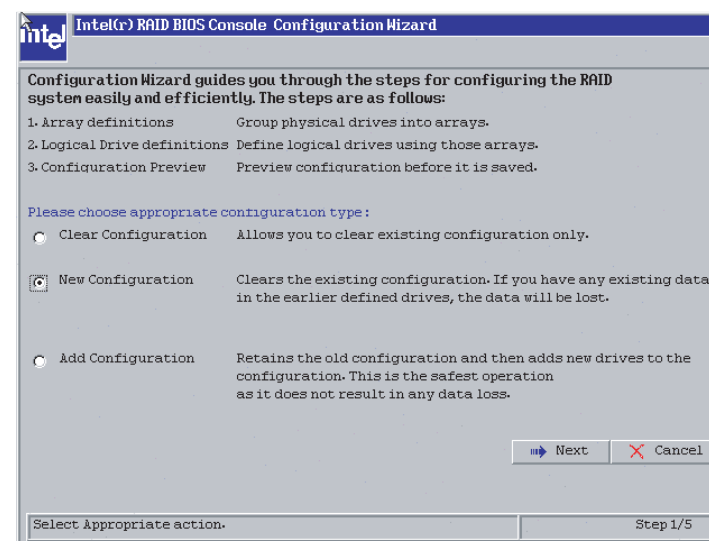 intel
Intel(r) RAID BIOS Console Configuration Wizard
Configuration Wizard guides you through the steps for configuring the RAID
system easily and efficiently. The steps are as follows:
1. Array definitions Group physical drives into arrays.
2. Logical Drive definitions Define logical drives using those arrays.
3. Configuration Preview Preview configuration before it is saved.
Please choose appropriate configuration type:
Clear Configuration Allows you to clear existing configuration only.
New Configuration Clears the existing configuration. If you have any existing data
in the earlier defined drives, the data will be lost.
Add Configuration Retains the old configuration and then adds new drives to the
configuration. This is the safest operation
as it does not result in any data loss.
Next Cancel
Select Appropriate action. Step 1/5